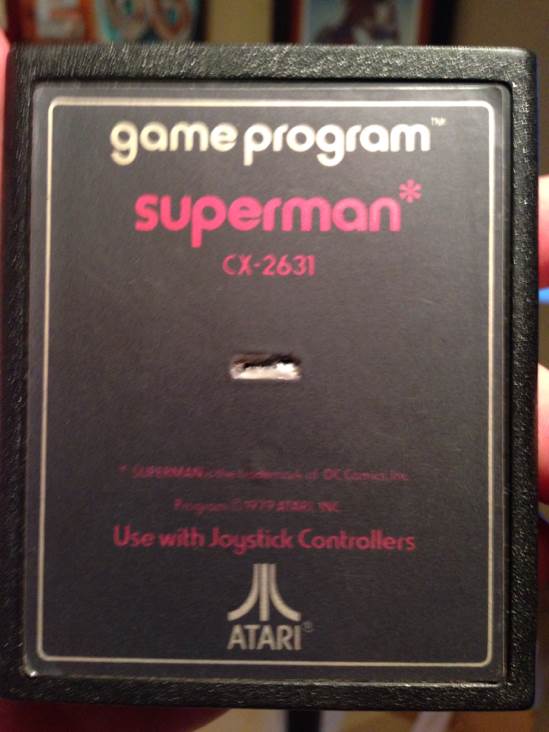 game program™
superman*
CX-2631
* SUPERMAN is the trademark of DC Comics, Inc.
Program © 1979 ATARI, INC.
Use with Joystick Controllers
ATARI®